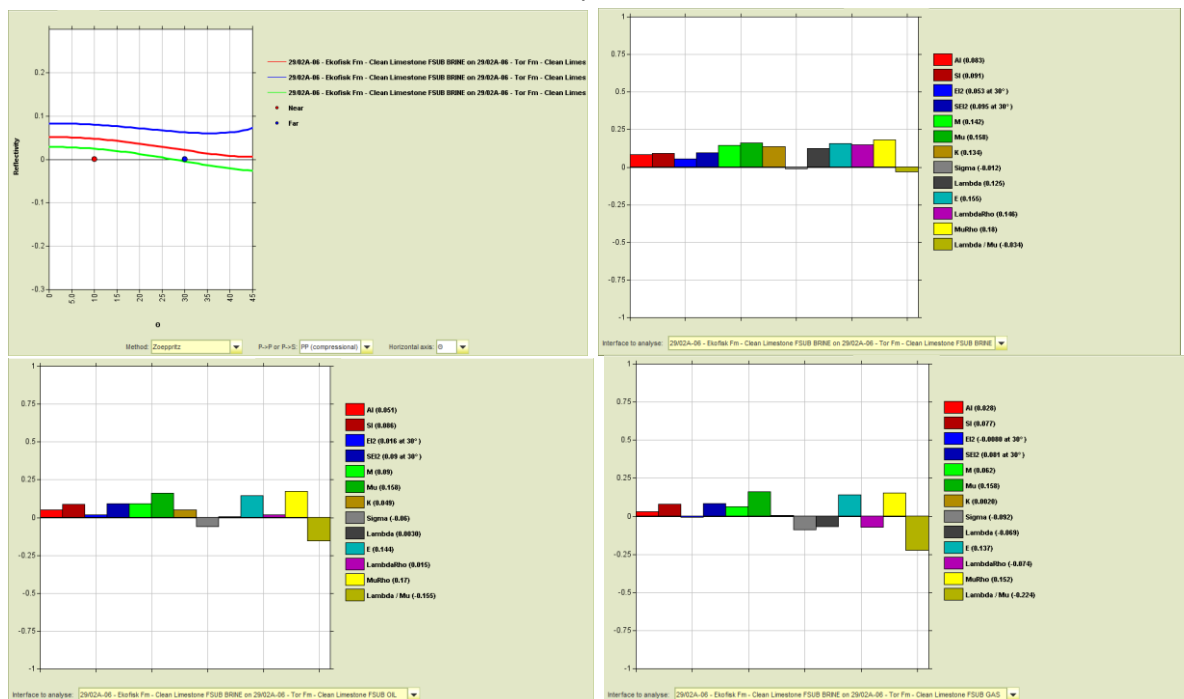 29/02A-06 - Ekofisk Fm - Clean Limestone FSUB BRINE on 29/02A-06 - Tor Fm - Clean Limes
29/02A-06 - Ekofisk Fm - Clean Limestone FSUB BRINE on 29/02A-06 - Tor Fm - Clean Limes
29/02A-06 - Ekofisk Fm - Clean Limestone FSUB BRINE on 29/02A-06 - Tor Fm - Clean Limes
Near
Far
Reflectivity
0.2
0.1
0
-0.1
-0.2
-0.3
0
5.0
10
15
20
25
30
35
40
45
Θ
Method: Zoeppritz
P->P or P->S: PP (compressional)
Horizontal axis: Θ
1
0.75
0.5
0.25
0
-0.25
-0.5
-0.75
-1
AI (0.083)
SI (0.091)
EI2 (0.053 at 30°)
SEI2 (0.095 at 30°)
M (0.142)
Mu (0.158)
K (0.134)
Sigma (-0.012)
Lambda (0.125)
E (0.155)
LambdaRho (0.146)
MuRho (0.18)
Lambda / Mu (-0.034)
Interface to analyse: 29/02A-06 - Ekofisk Fm - Clean Limestone FSUB BRINE on 29/02A-06 - Tor Fm - Clean Limestone FSUB BRINE
1
0.75
0.5
0.25
0
-0.25
-0.5
-0.75
-1
AI (0.051)
SI (0.086)
EI2 (0.016 at 30°)
SEI2 (0.09 at 30°)
M (0.09)
Mu (0.158)
K (0.049)
Sigma (-0.06)
Lambda (0.0030)
E (0.144)
LambdaRho (0.015)
MuRho (0.17)
Lambda / Mu (-0.155)
Interface to analyse: 29/02A-06 - Ekofisk Fm - Clean Limestone FSUB BRINE on 29/02A-06 - Tor Fm - Clean Limestone FSUB OIL
1
0.75
0.5
0.25
0
-0.25
-0.5
-0.75
-1
AI (0.028)
SI (0.077)
EI2 (-0.0080 at 30°)
SEI2 (0.081 at 30°)
M (0.062)
Mu (0.158)
K (0.0020)
Sigma (-0.092)
Lambda (-0.069)
E (0.137)
LambdaRho (-0.074)
MuRho (0.152)
Lambda / Mu (-0.224)
Interface to analyse: 29/02A-06 - Ekofisk Fm - Clean Limestone FSUB BRINE on 29/02A-06 - Tor Fm - Clean Limestone FSUB GAS